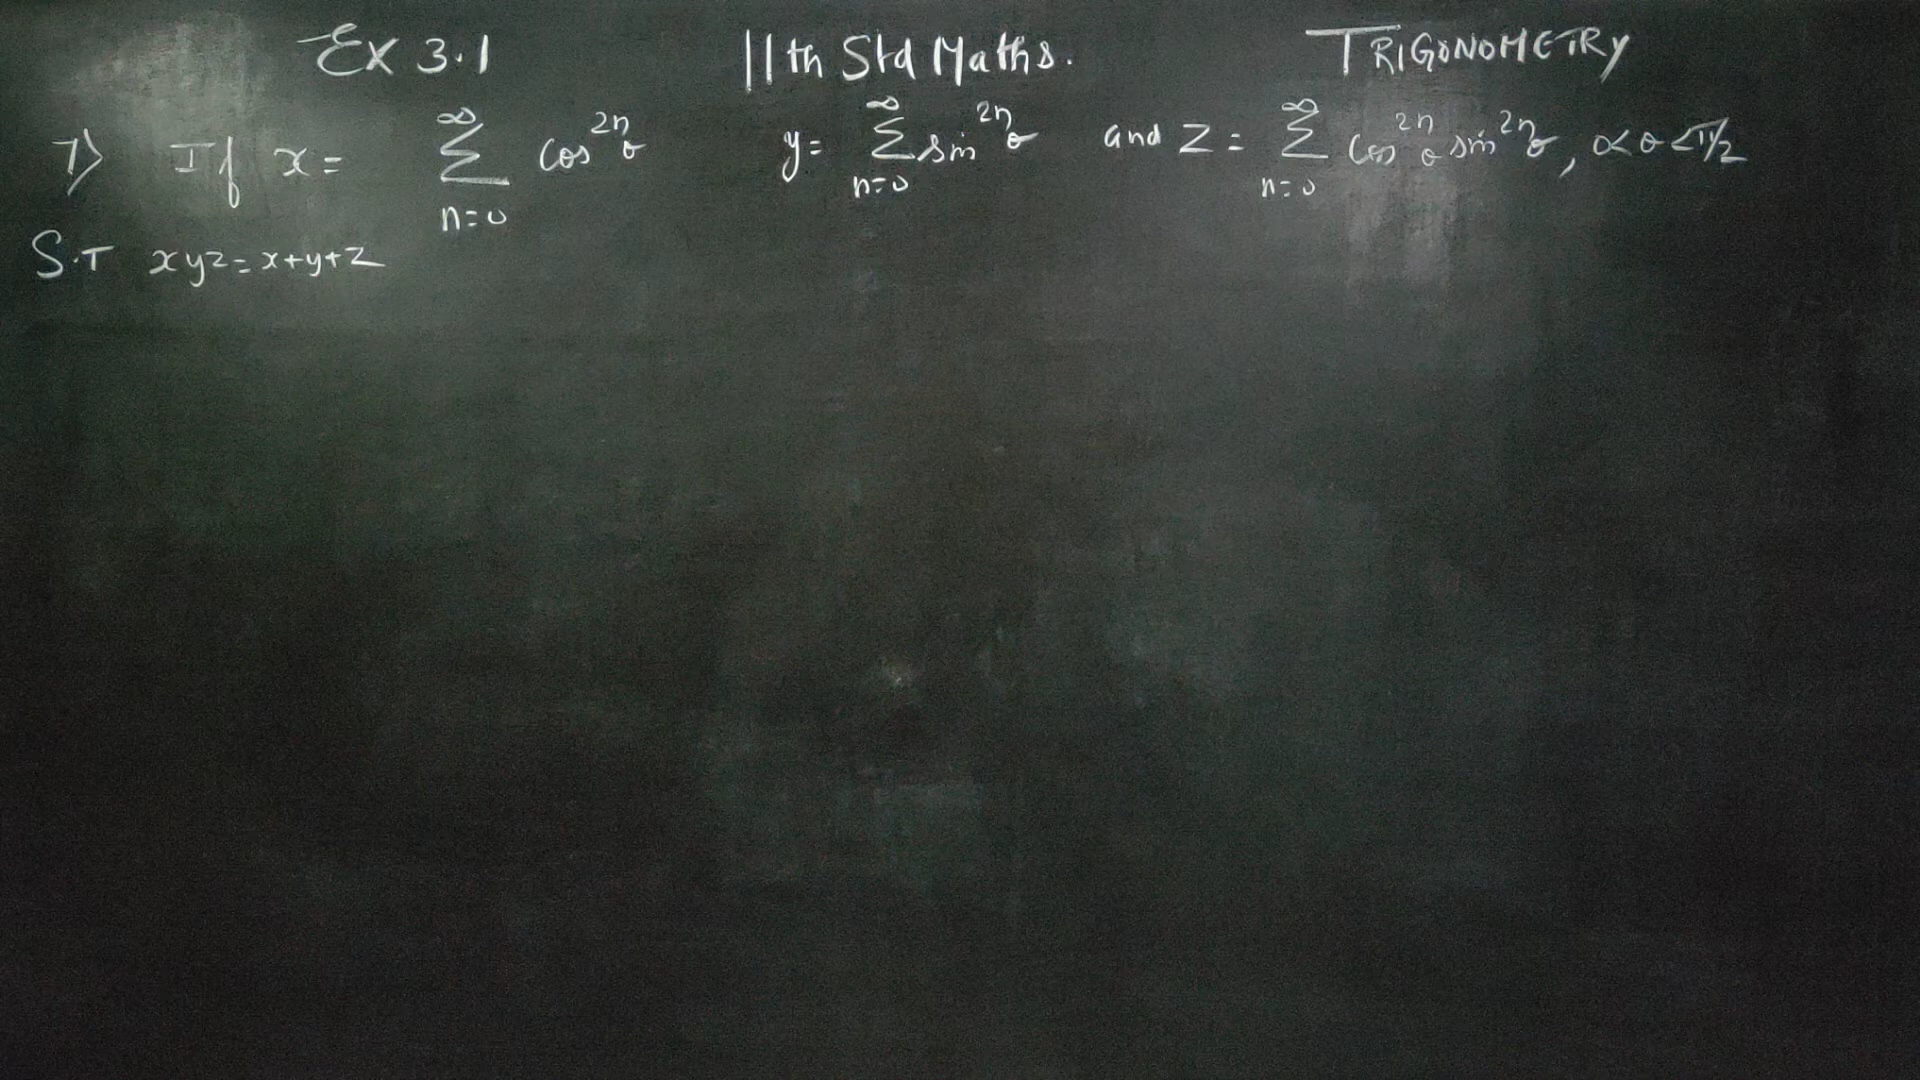 Ex 3.1 11th Std Maths. TRIGONOMETRY
7) If x = ∞ Σ n=0 cos^2n θ y = ∞ Σ n=0 sin^2n θ and z = ∞ Σ n=0 cos^2n θ sin^2n θ, 0<θ<π/2
S.T xyz = x+y+z